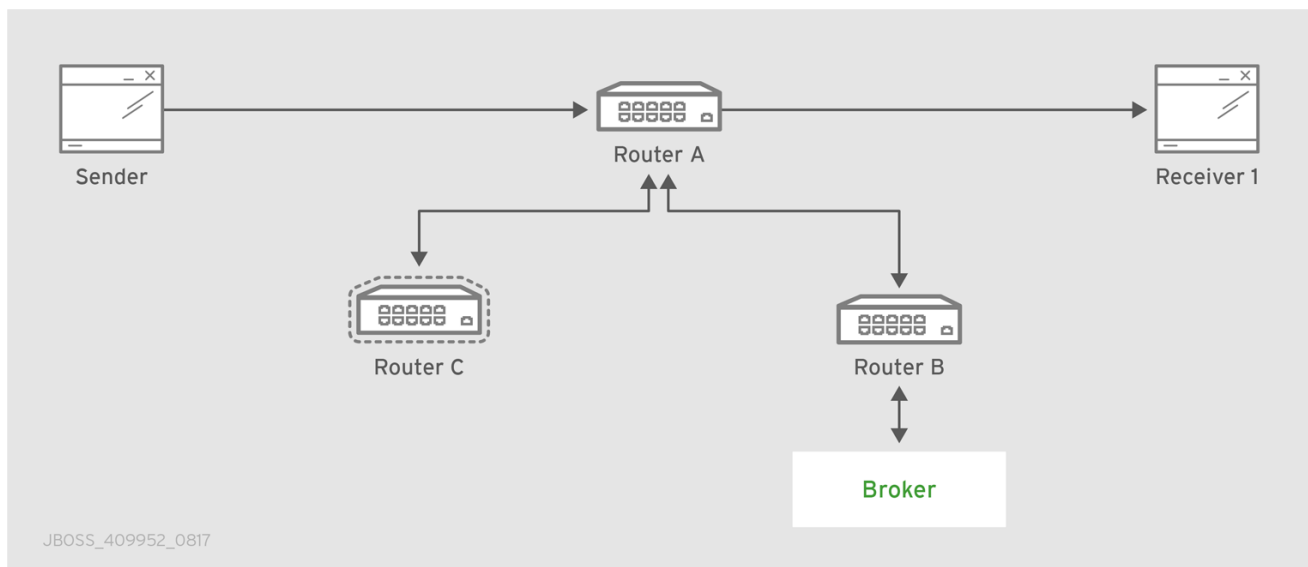 Sender
Router A
Receiver 1
Router C
Router B
Broker
JBOSS_409952_0817